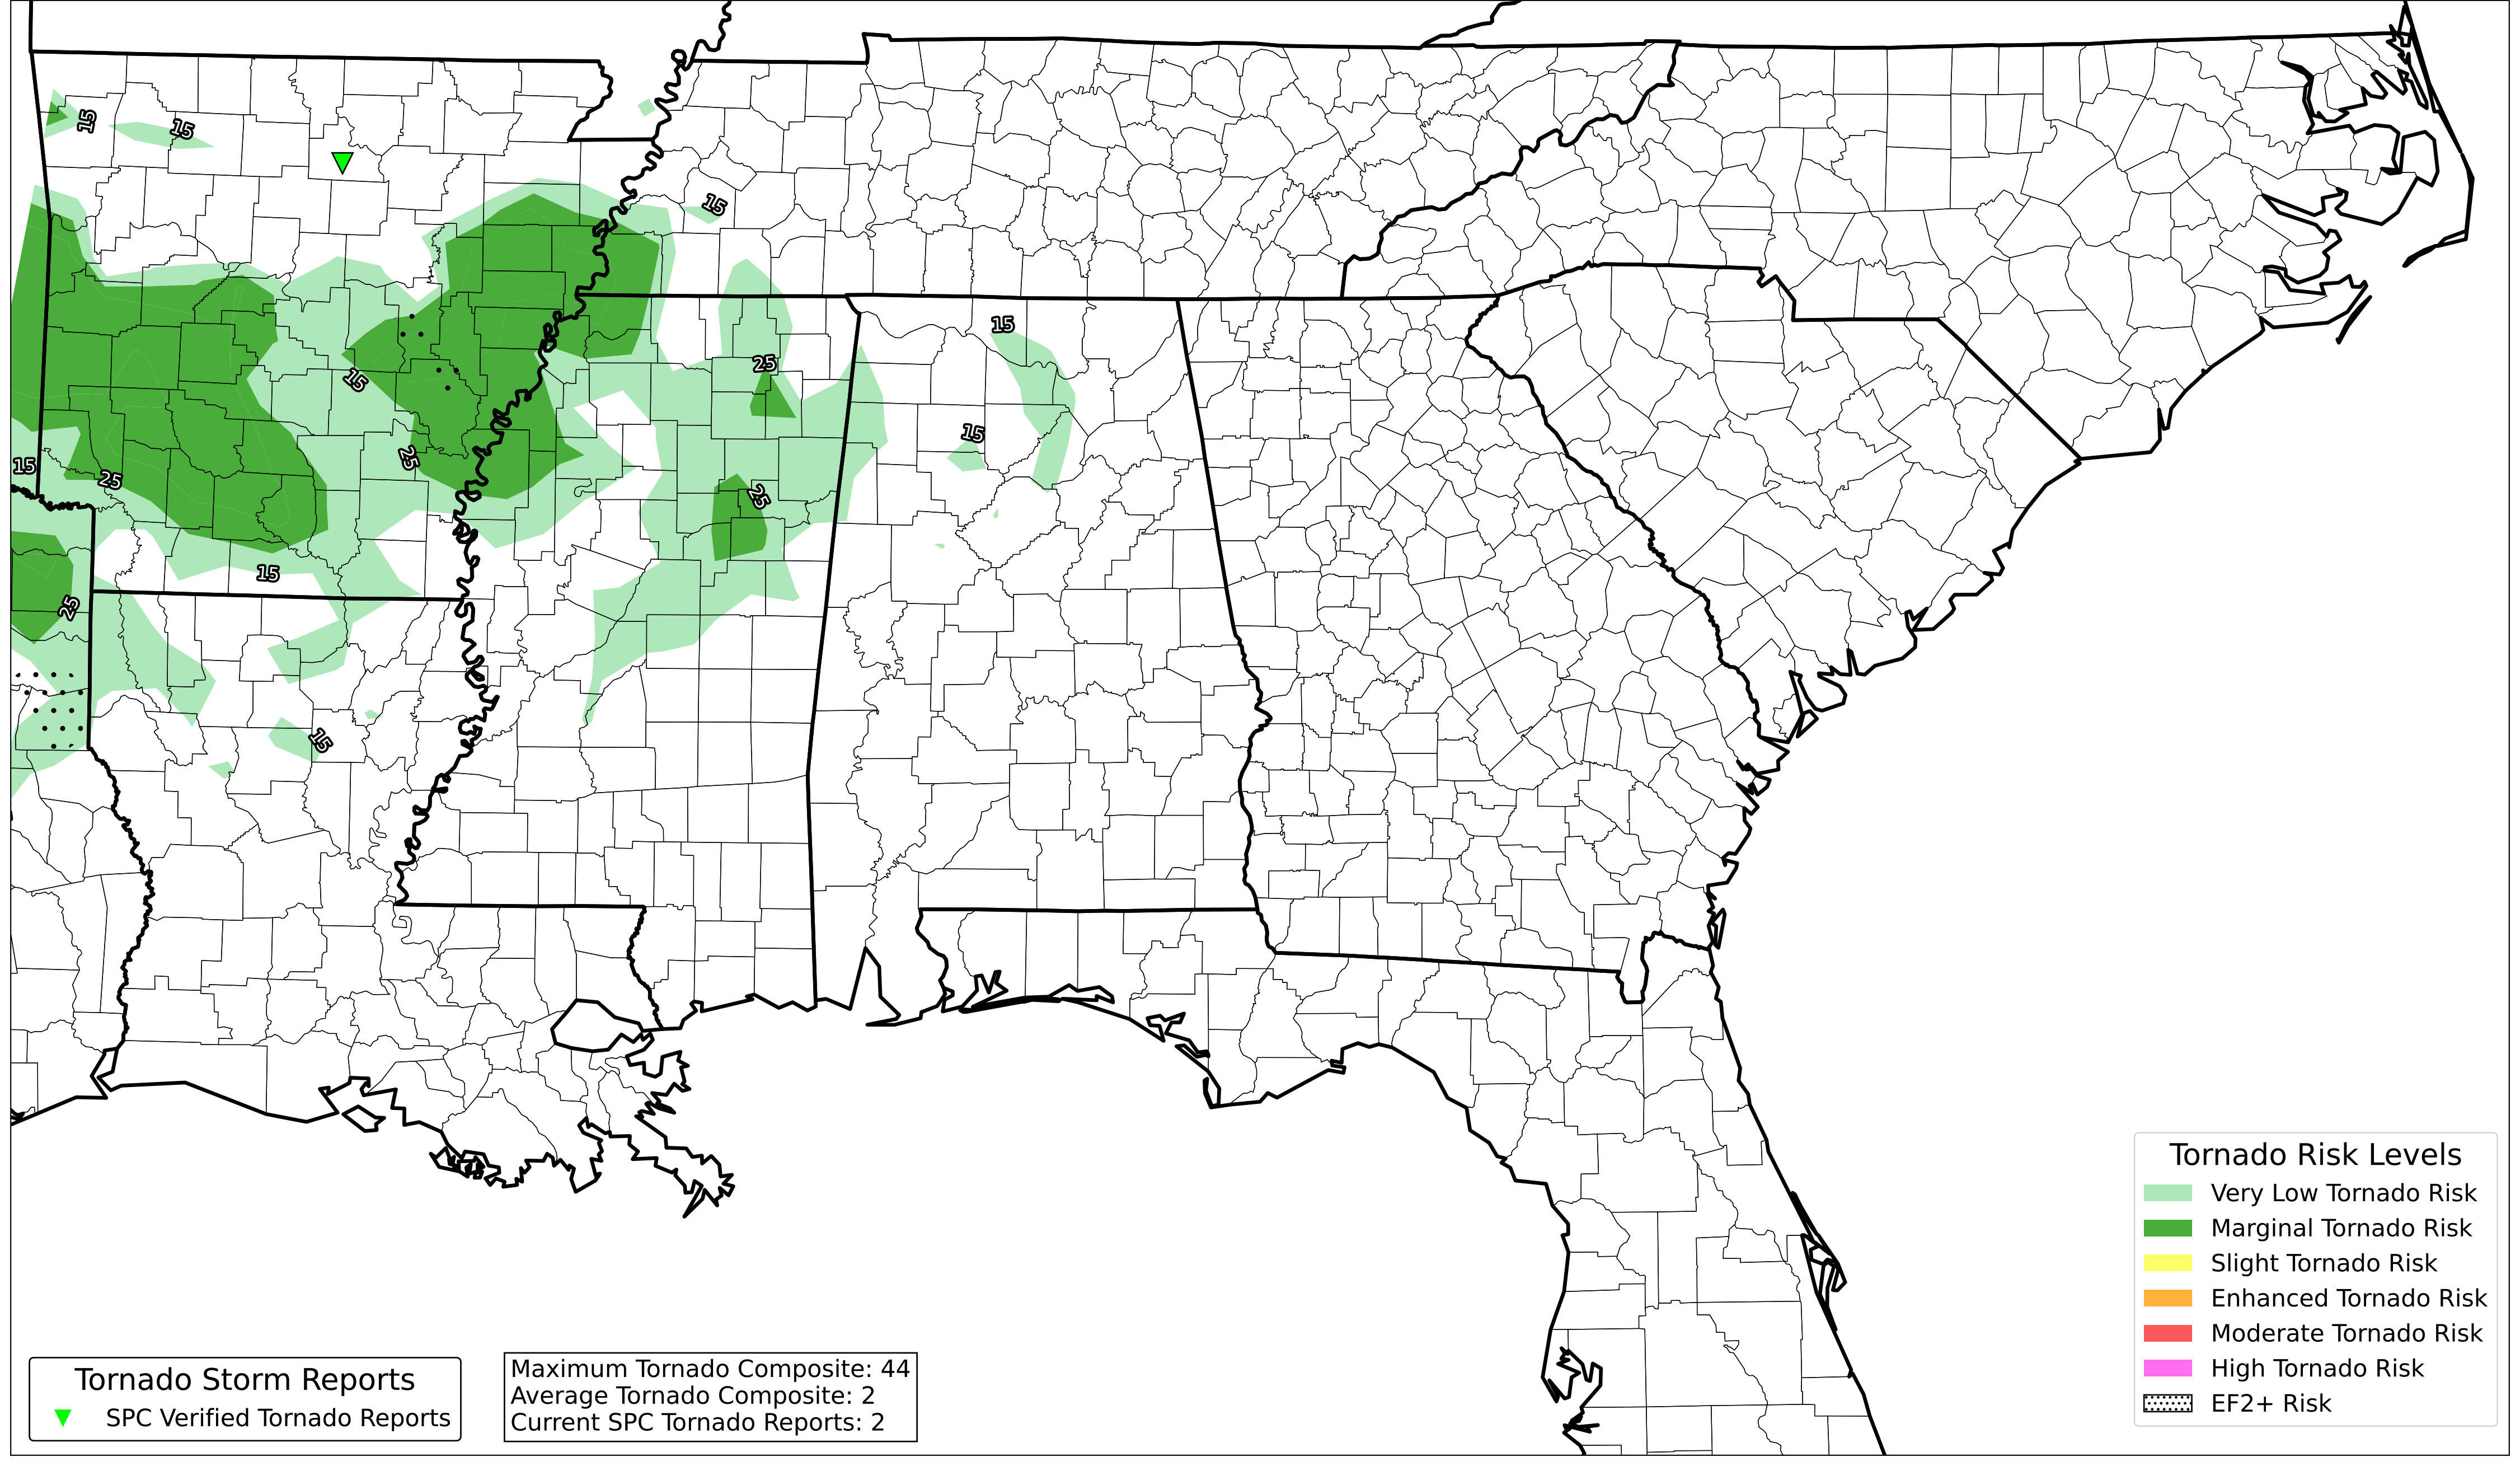 15
15
15
25
15
15
25
15
15
25
25
25
15
25
15
Tornado Risk Levels
Very Low Tornado Risk
Marginal Tornado Risk
Slight Tornado Risk
Enhanced Tornado Risk
Moderate Tornado Risk
High Tornado Risk
EF2+ Risk
Tornado Storm Reports
SPC Verified Tornado Reports
Maximum Tornado Composite: 44
Average Tornado Composite: 2
Current SPC Tornado Reports: 2